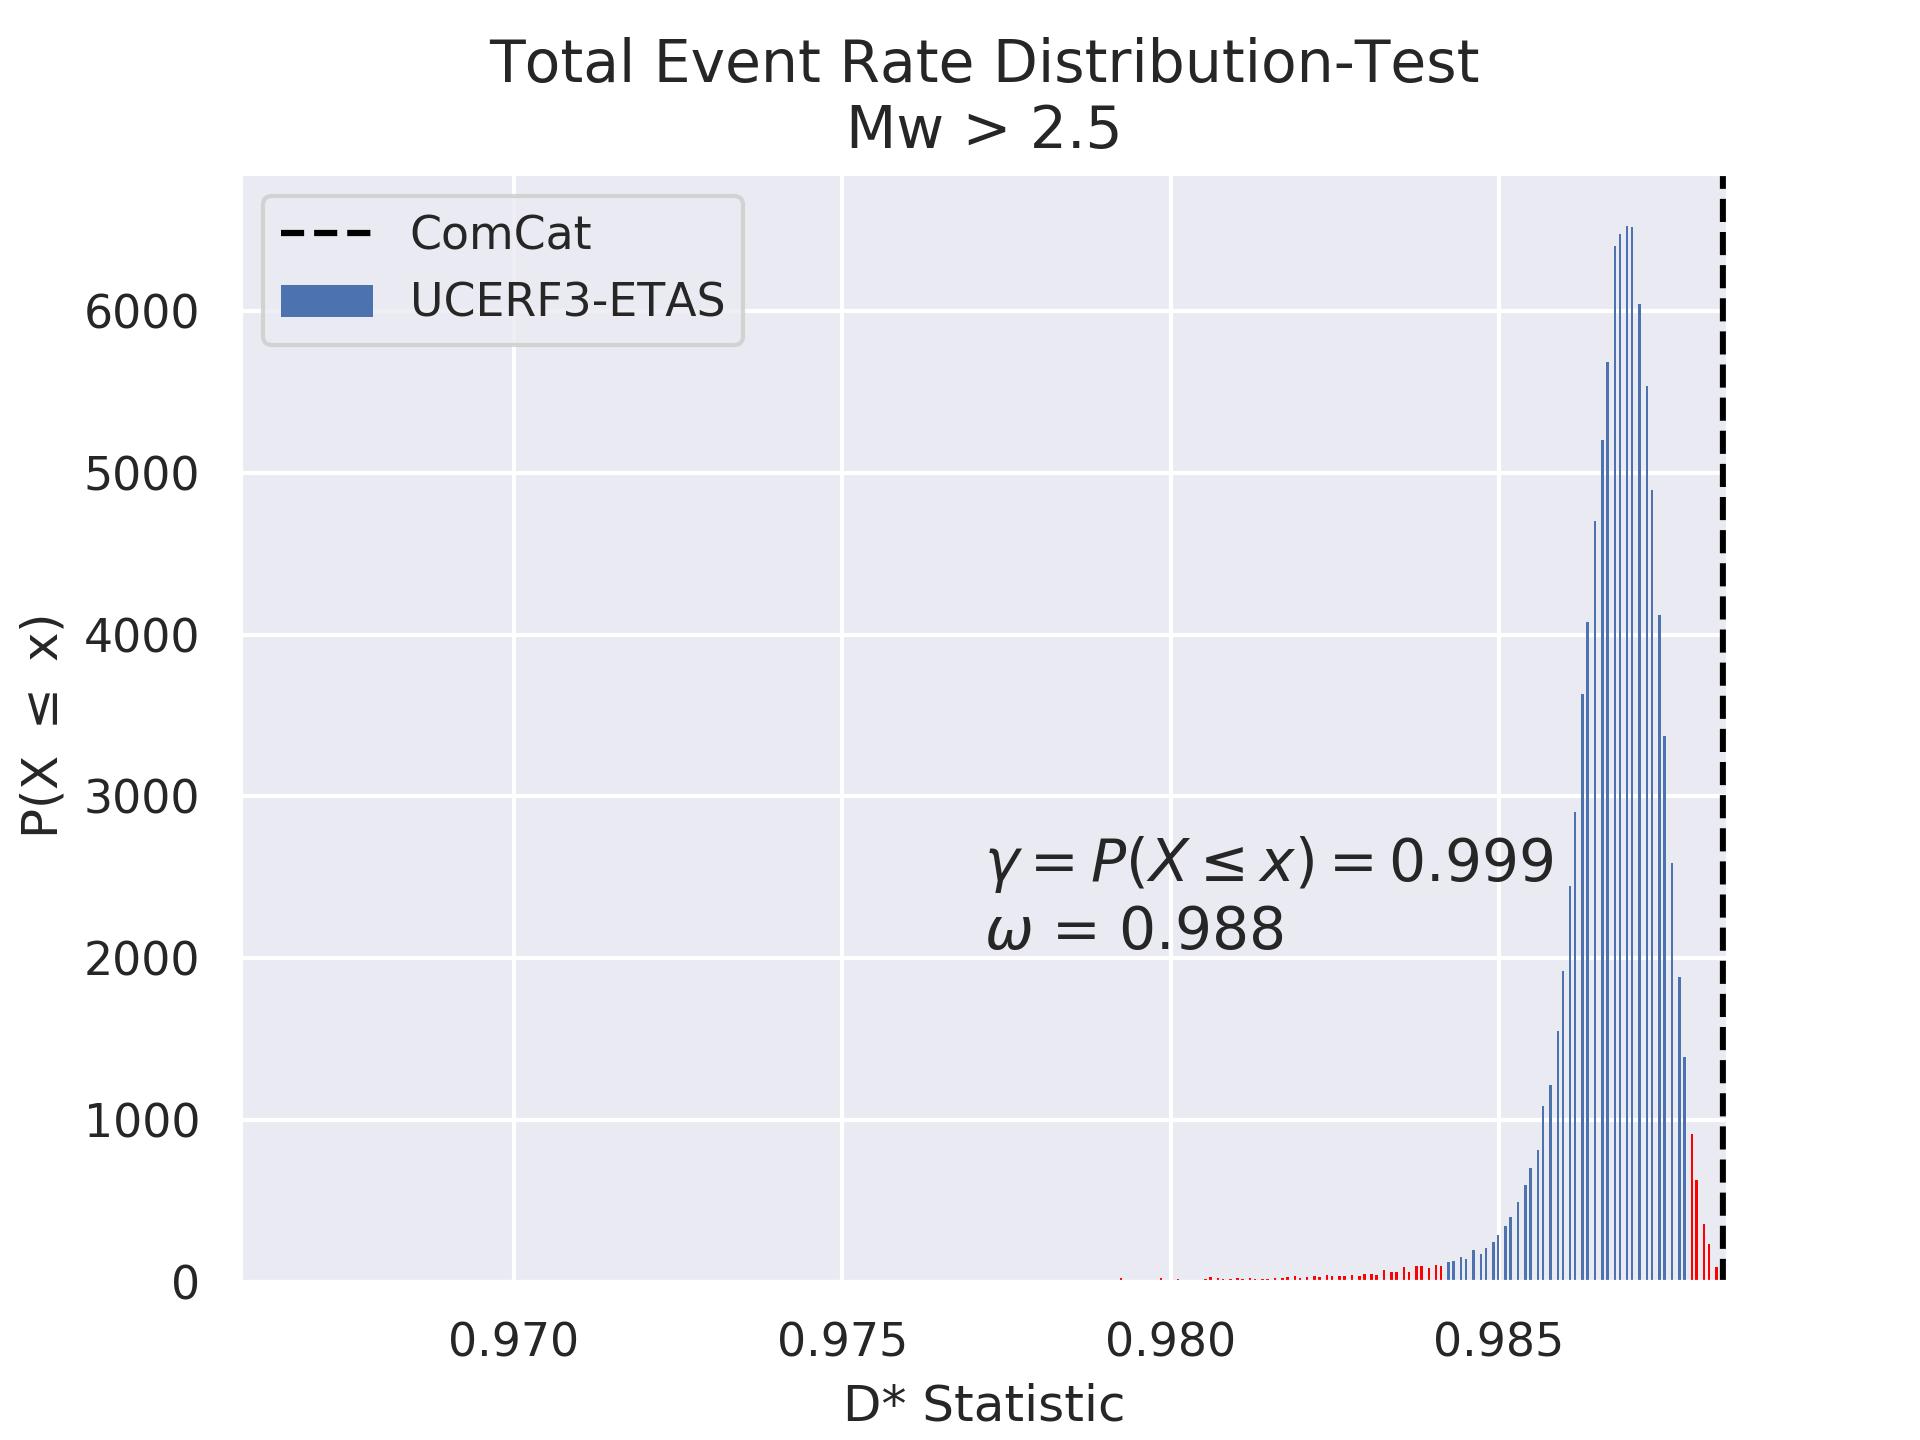 Total Event Rate Distribution-Test
Mw > 2.5
ComCat
UCERF3-ETAS
P(X ≤ x)
6000
5000
4000
3000
2000
1000
0
γ = P(X ≤ x) = 0.999
ω = 0.988
0.970 0.975 0.980 0.985
D* Statistic